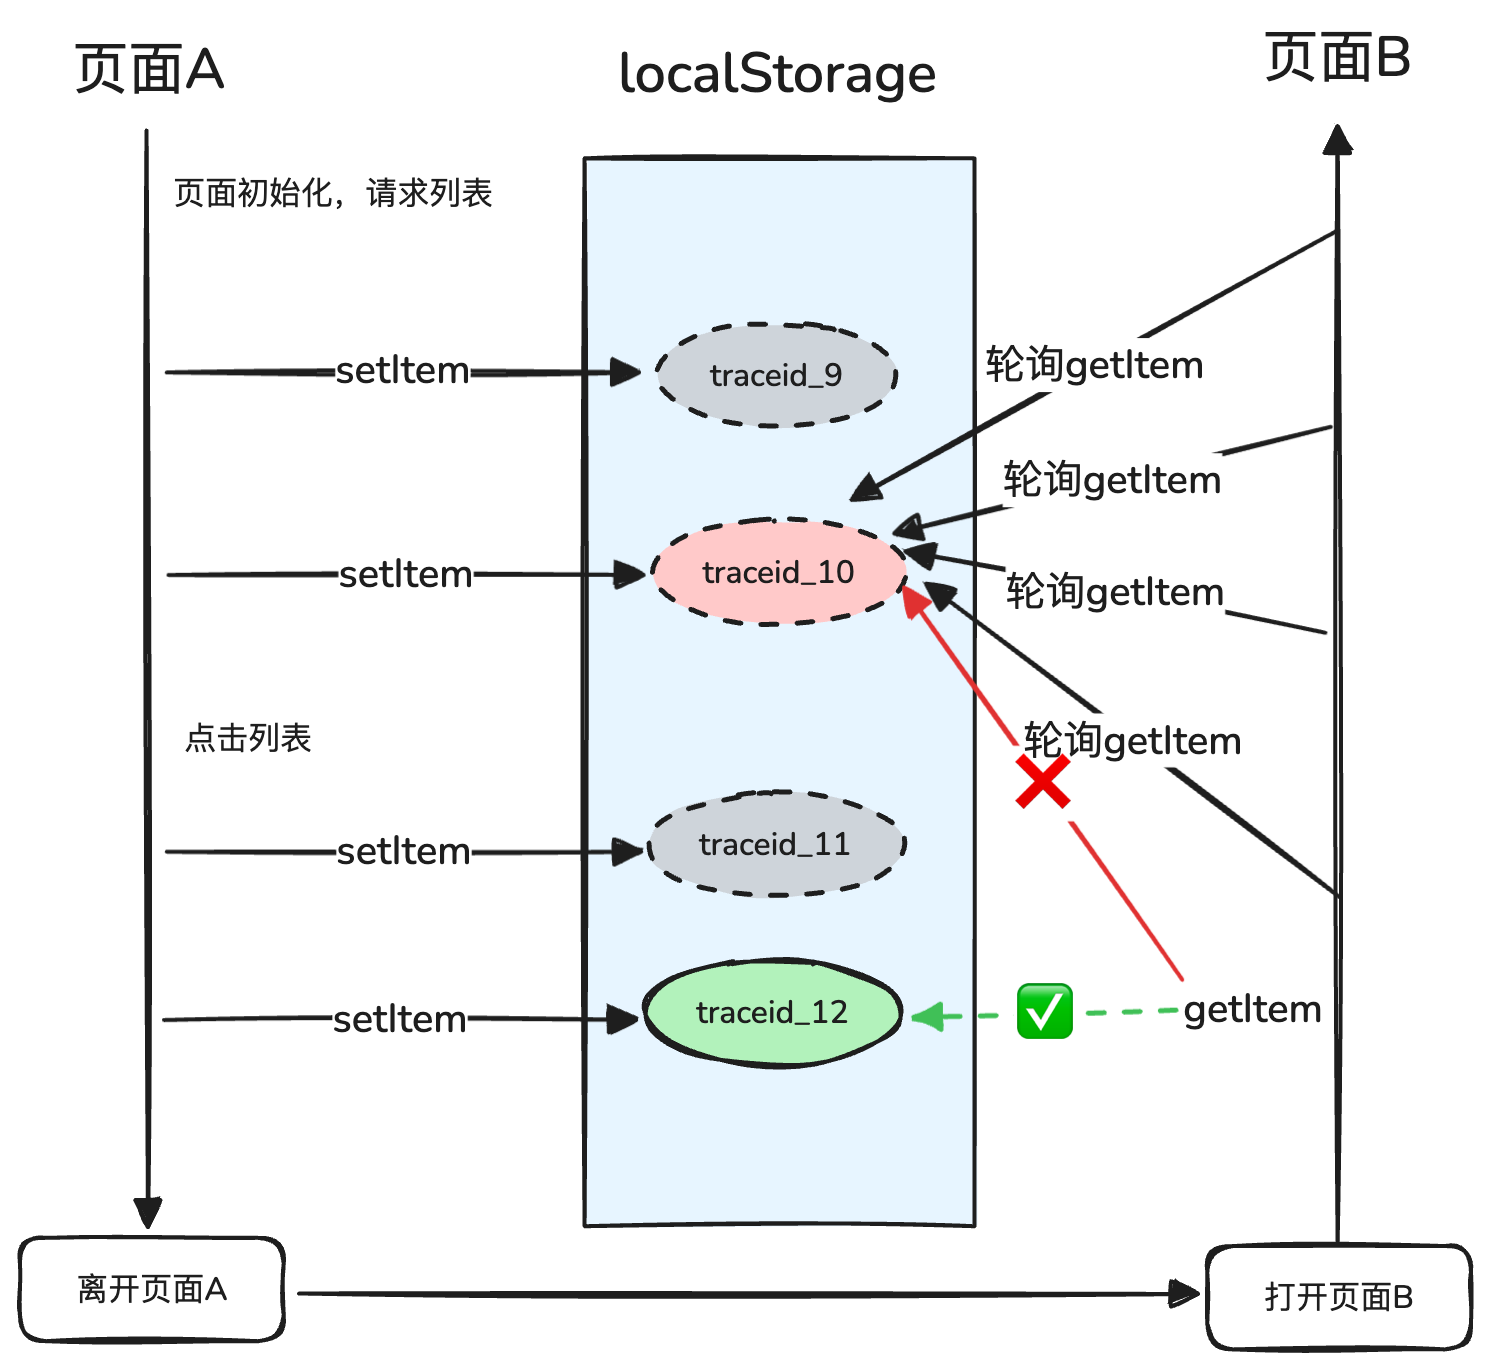 页面A
localStorage
页面B
页面初始化，请求列表
setItem
traceid_9
轮询getItem
轮询getItem
setItem
traceid_10
轮询getItem
点击列表
轮询getItem
setItem
traceid_11
setItem
traceid_12
getItem
离开页面A
打开页面B